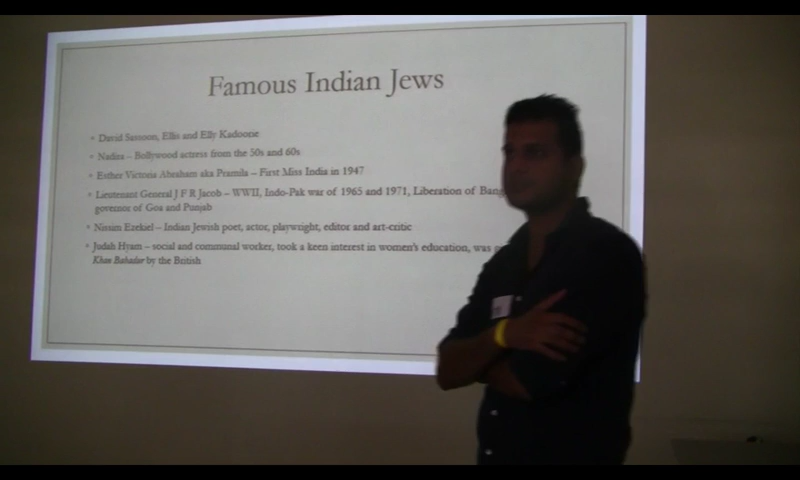 Famous Indian Jews
David Sassoon, Ellis and Elly Kadoorie
Nadira – Bollywood actress from the 50s and 60s
Esther Victoria Abraham aka Pramila – First Miss India in 1947
Lieutenant General J F R Jacob – WWII, Indo-Pak war of 1965 and 1971, Liberation of
governor of Goa and Punjab
Nissim Ezekiel – Indian Jewish poet, actor, playwright, editor and art-critic
Judah Hyam – social and communal worker, took a keen interest in women's education, was
Khan Bahadur by the British